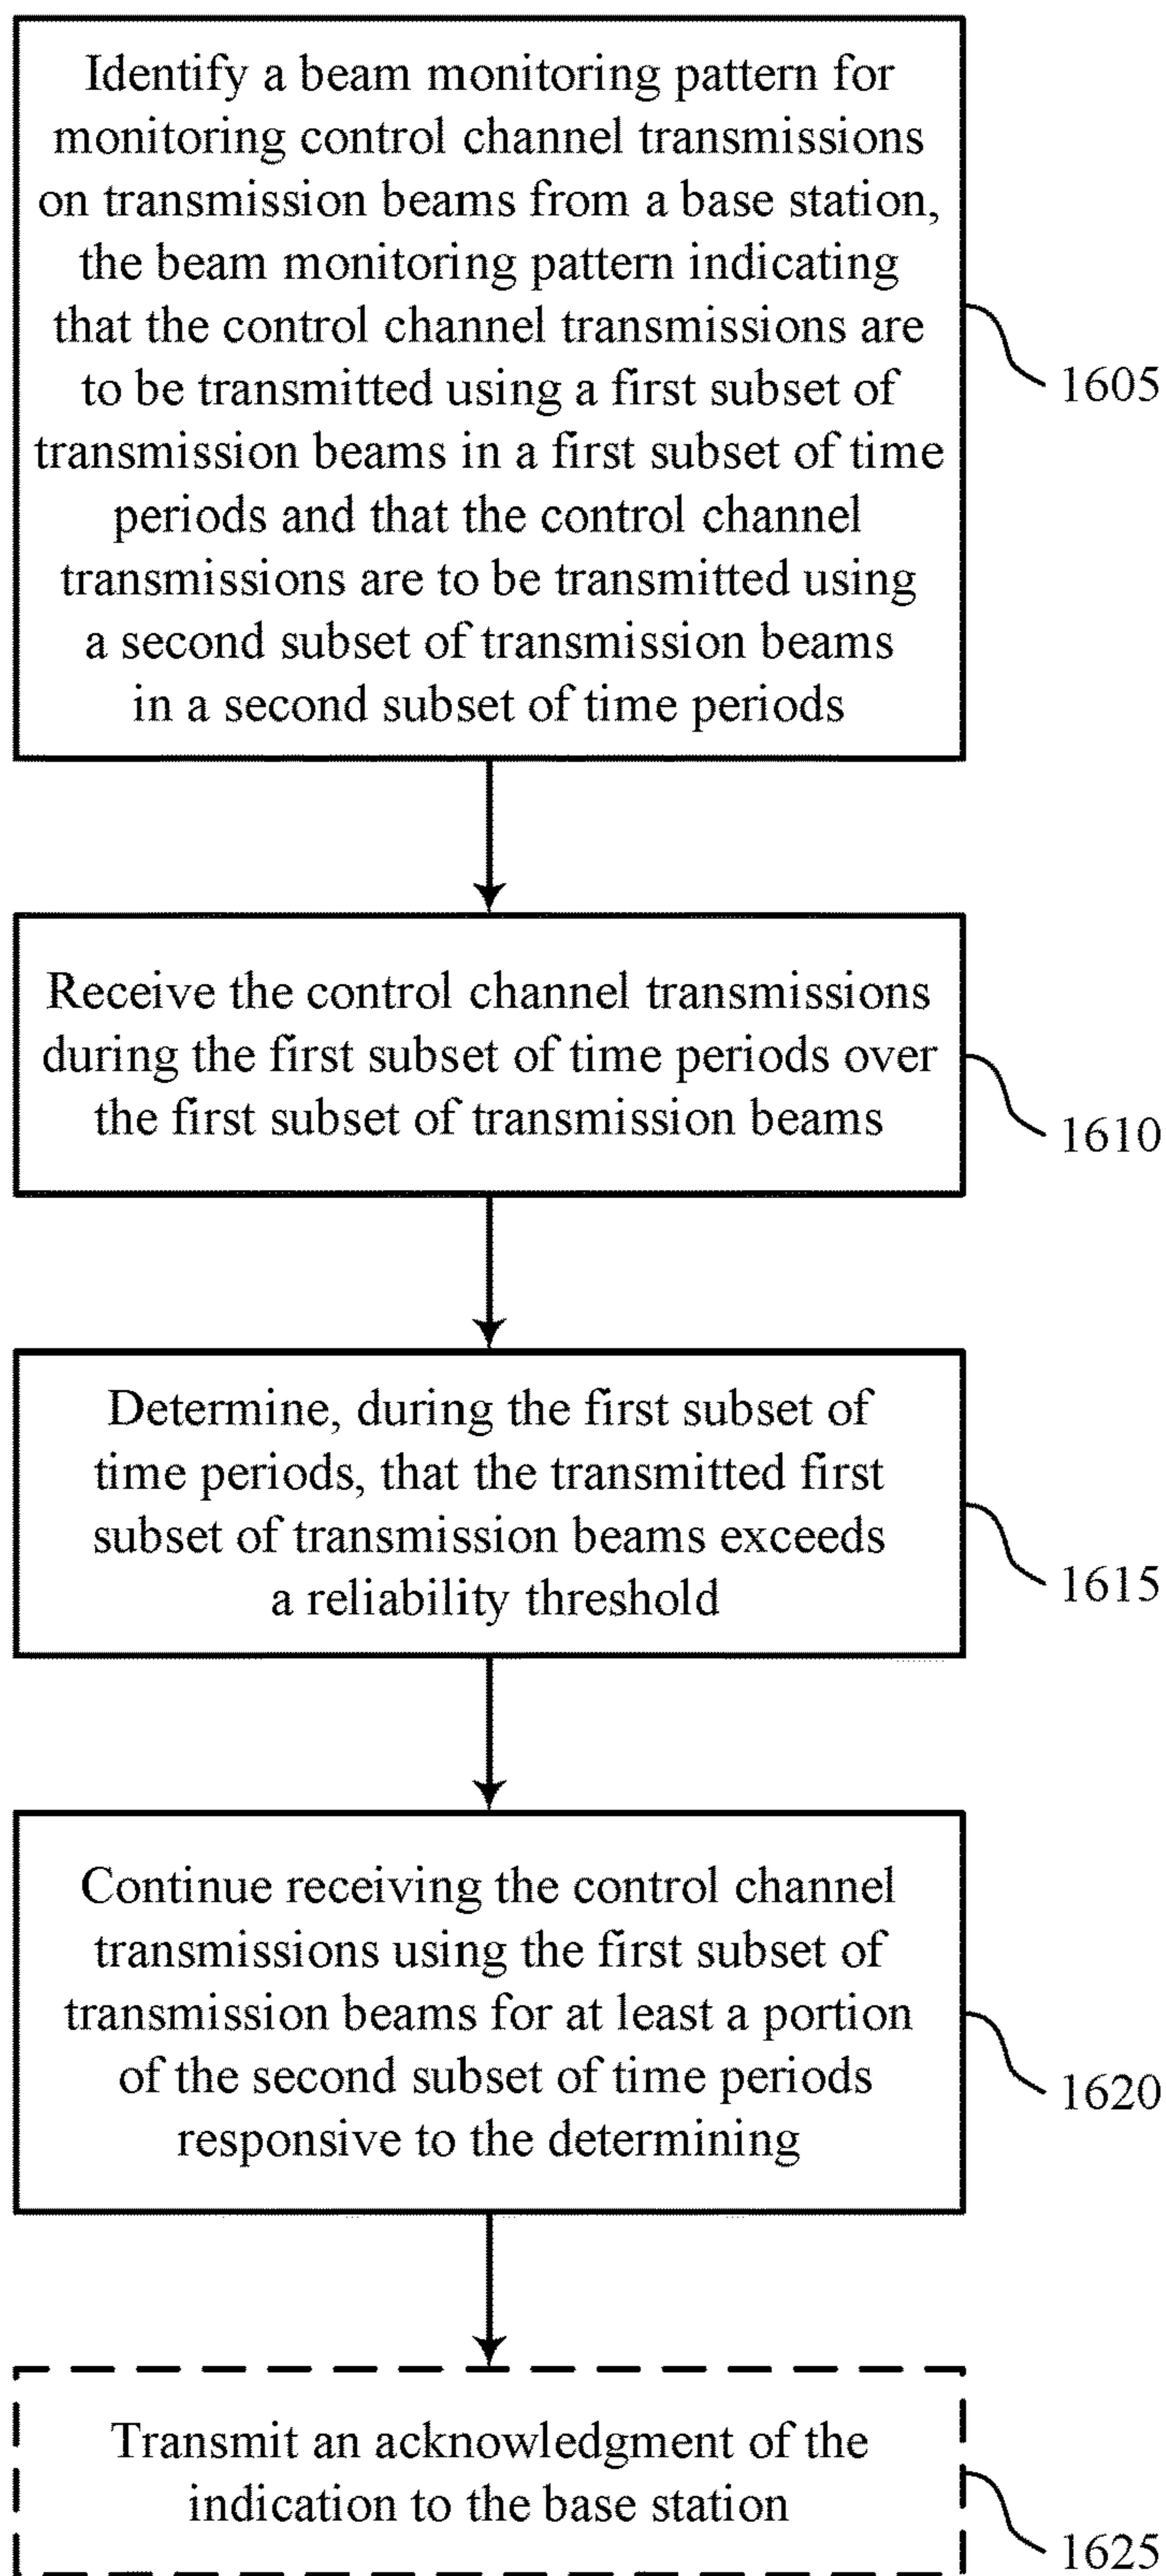 Identify a beam monitoring pattern for
monitoring control channel transmissions
on transmission beams from a base station,
the beam monitoring pattern indicating
that the control channel transmissions are
to be transmitted using a first subset of
transmission beams in a first subset of time
periods and that the control channel
transmissions are to be transmitted using
a second subset of transmission beams
in a second subset of time periods
1605
Receive the control channel transmissions
during the first subset of time periods over
the first subset of transmission beams
1610
Determine, during the first subset of
time periods, that the transmitted first
subset of transmission beams exceeds
a reliability threshold
1615
Continue receiving the control channel
transmissions using the first subset of
transmission beams for at least a portion
of the second subset of time periods
responsive to the determining
1620
Transmit an acknowledgment of the
indication to the base station
1625